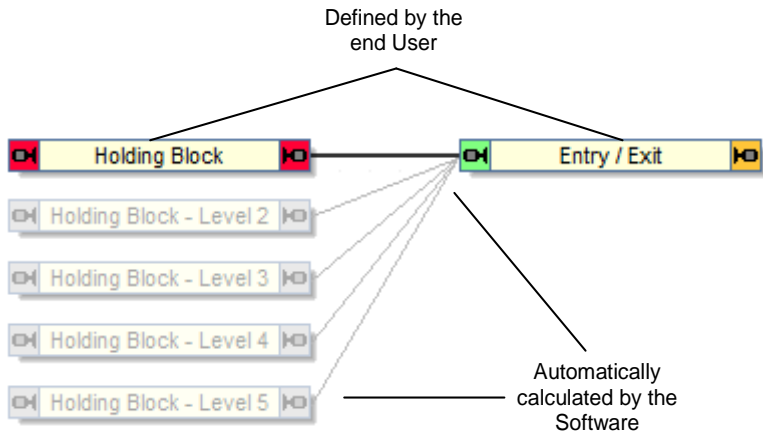 Defined by the
end User
Holding Block
Entry / Exit
Holding Block - Level 2
Holding Block - Level 3
Holding Block - Level 4
Holding Block - Level 5
Automatically
calculated by the
Software